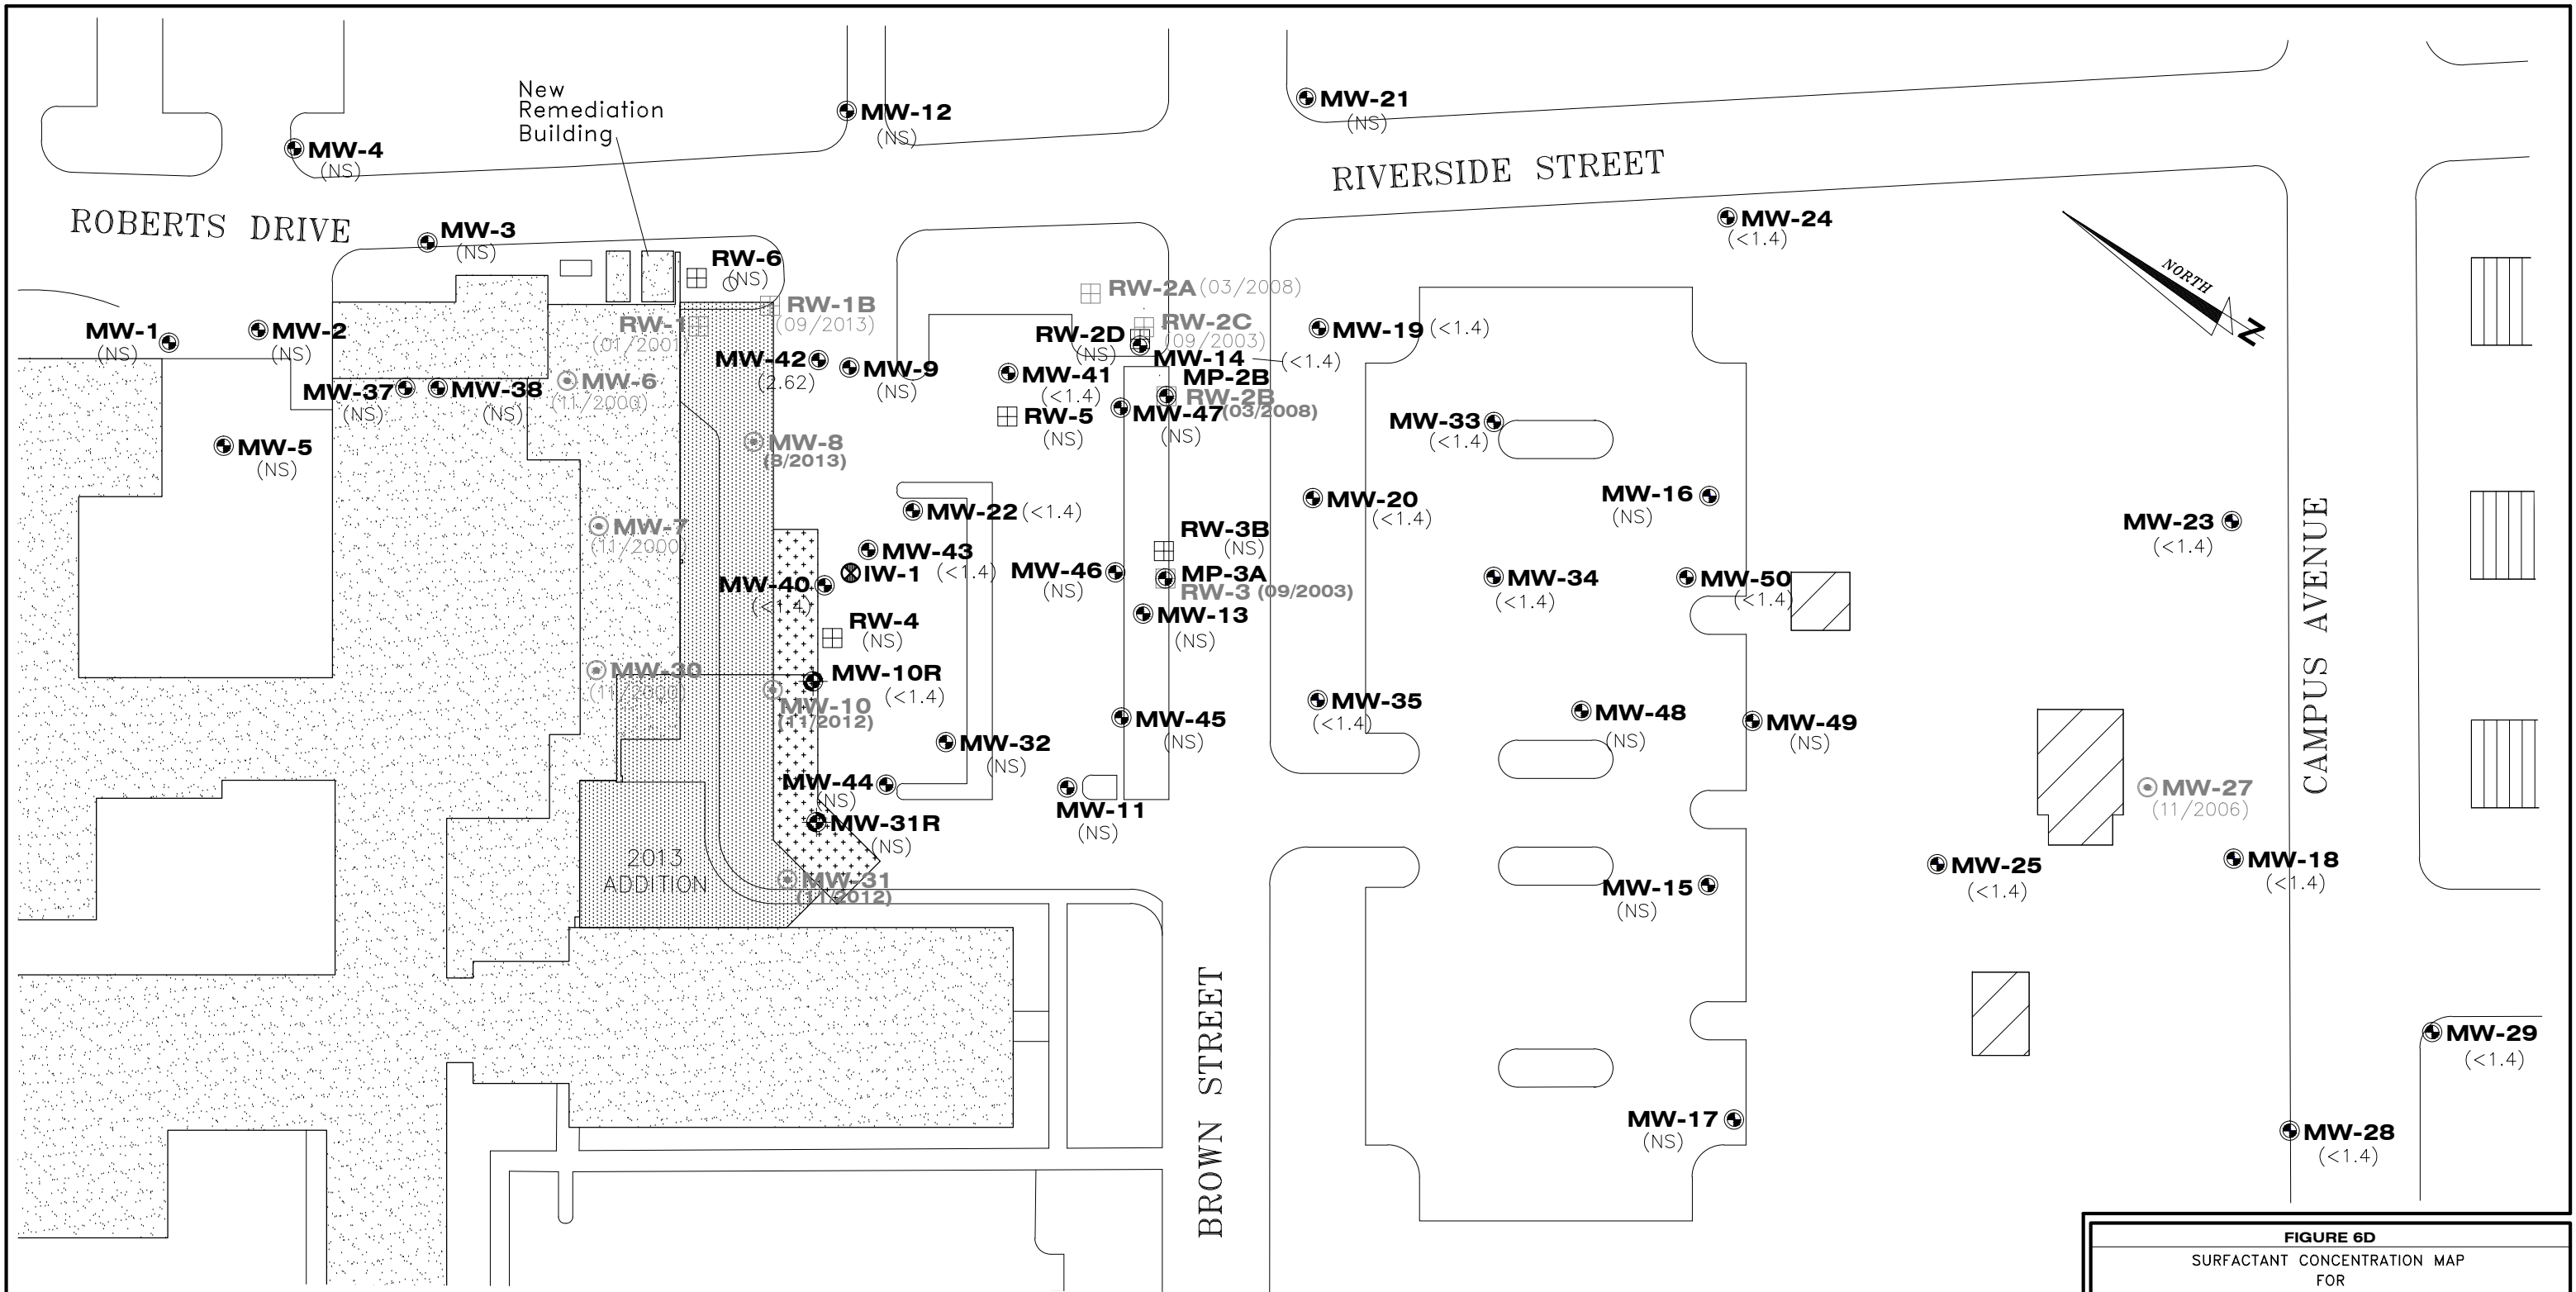 New
Remediation
Building
MW-12
(NS)
MW-21
(NS)
MW-4
(NS)
RIVERSIDE STREET
ROBERTS DRIVE
MW-3
(NS)
MW-24
(<1.4)
NORTH
N
RW-6
(NS)
RW-2A (03/2008)
RW-1B
(09/2013)
RW-1
(01/2001
RW-2C
(09/2003)
RW-2D
(NS)
MW-19 (<1.4)
MW-1
(NS)
MW-2
(NS)
MW-42
(2.62)
MW-9
(NS)
MW-14 (<1.4)
MW-41
(<1.4)
MP-2B
RW-2B
(03/2008)
MW-37
(NS)
MW-38
(NS)
MW-6
(11/2000)
RW-5
(NS)
MW-47
(NS)
MW-33
(<1.4)
MW-5
(NS)
MW-8
(8/2013)
MW-20
(<1.4)
MW-16
(NS)
MW-22 (<1.4)
MW-7
(11/2000
MW-23
(<1.4)
RW-3B
(NS)
MW-43
(<1.4)
IW-1
MW-40
(<1.4)
MW-46
(NS)
MP-3A
RW-3 (09/2003)
MW-34
(<1.4)
MW-50
(<1.4)
RW-4
(NS)
MW-13
(NS)
MW-30
(11/2000)
MW-10R
(<1.4)
MW-10
(11/2012)
MW-35
(<1.4)
MW-48
(NS)
MW-49
(NS)
MW-45
(NS)
MW-32
(NS)
MW-44
(NS)
MW-11
(NS)
MW-27
(11/2006)
CAMPUS AVENUE
MW-31R
(NS)
2013
ADDITION
MW-31
(11/2012)
MW-15
(NS)
MW-25
(<1.4)
MW-18
(<1.4)
BROWN STREET
MW-29
(<1.4)
MW-17
(NS)
MW-28
(<1.4)
FIGURE 6D
SURFACTANT CONCENTRATION MAP
FOR